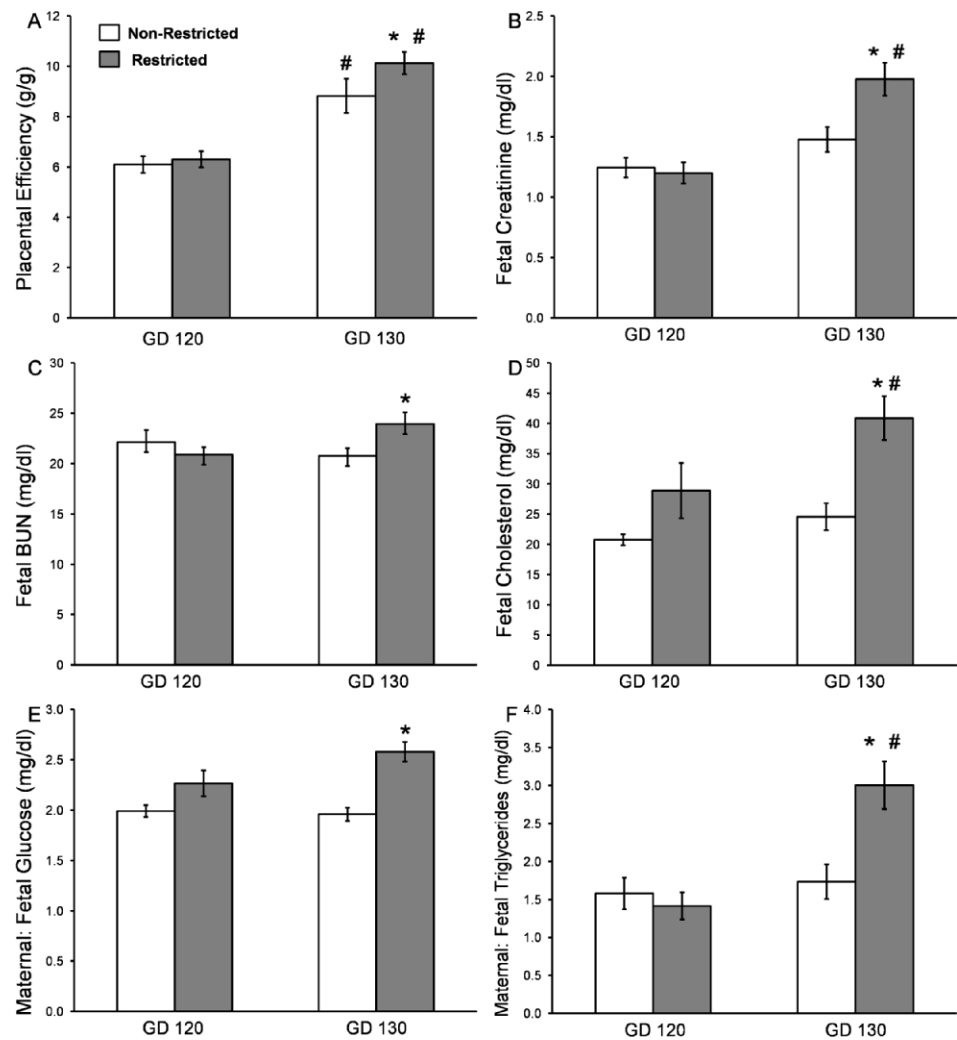 A
Non-Restricted
Restricted
* #
#
Placental Efficiency (g/g)
14
12
10
8
6
4
2
0
GD 120 GD 130
B
* #
Fetal Creatinine (mg/dl)
2.5
2.0
1.5
1.0
0.5
0.0
GD 120 GD 130
C
*
Fetal BUN (mg/dl)
30
25
20
15
10
5
0
GD 120 GD 130
D
* #
Fetal Cholesterol (mg/dl)
50
45
40
35
30
25
20
15
10
5
0
GD 120 GD 130
E
*
Maternal: Fetal Glucose (mg/dl)
3.0
2.5
2.0
1.5
1.0
0.5
0.0
GD 120 GD 130
F
* #
Maternal: Fetal Triglycerides (mg/dl)
4.0
3.5
3.0
2.5
2.0
1.5
1.0
0.5
0.0
GD 120 GD 130